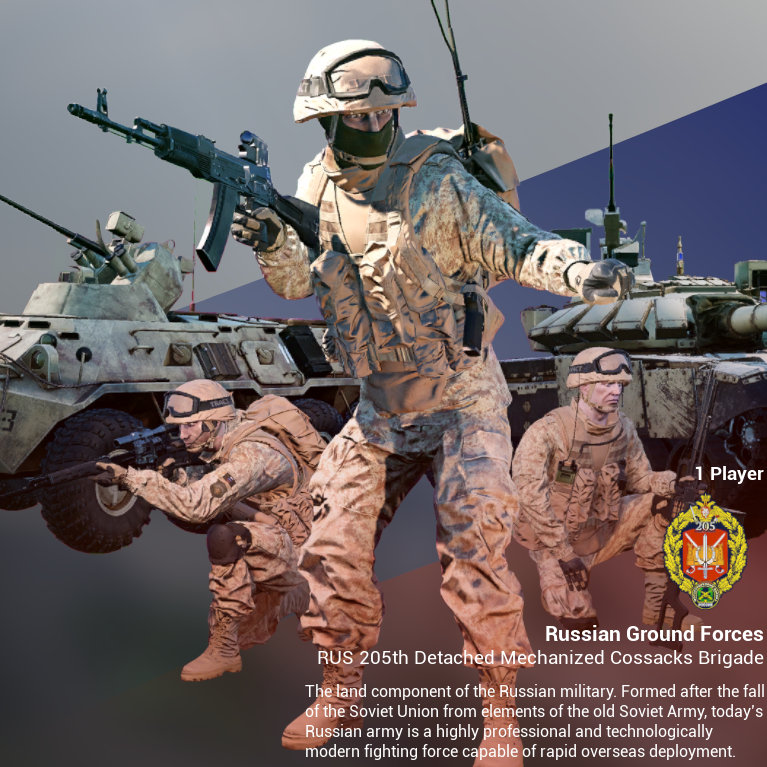 1 Player
205
Russian Ground Forces
RUS 205th Detached Mechanized Cossacks Brigade
The land component of the Russian military. Formed after the fall
of the Soviet Union from elements of the old Soviet Army, today's
Russian army is a highly professional and technologically
modern fighting force capable of rapid overseas deployment.